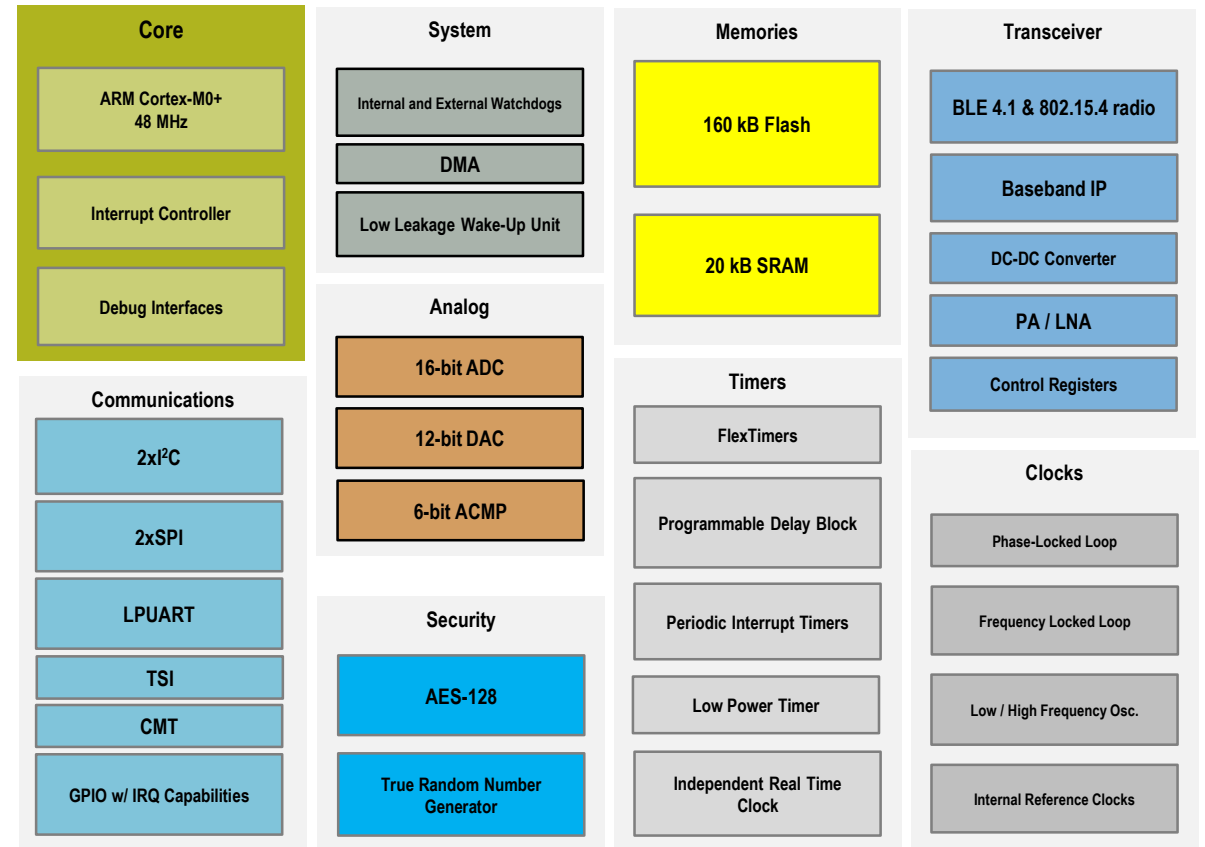 Core
ARM Cortex-M0+
48 MHz
Interrupt Controller
Debug Interfaces
System
Internal and External Watchdogs
DMA
Low Leakage Wake-Up Unit
Memories
160 kB Flash
20 kB SRAM
Transceiver
BLE 4.1 & 802.15.4 radio
Baseband IP
DC-DC Converter
PA / LNA
Control Registers
Communications
2xI²C
2xSPI
LPUART
TSI
CMT
GPIO w/ IRQ Capabilities
Analog
16-bit ADC
12-bit DAC
6-bit ACMP
Security
AES-128
True Random Number
Generator
Timers
FlexTimers
Programmable Delay Block
Periodic Interrupt Timers
Low Power Timer
Independent Real Time
Clock
Clocks
Phase-Locked Loop
Frequency Locked Loop
Low / High Frequency Osc.
Internal Reference Clocks